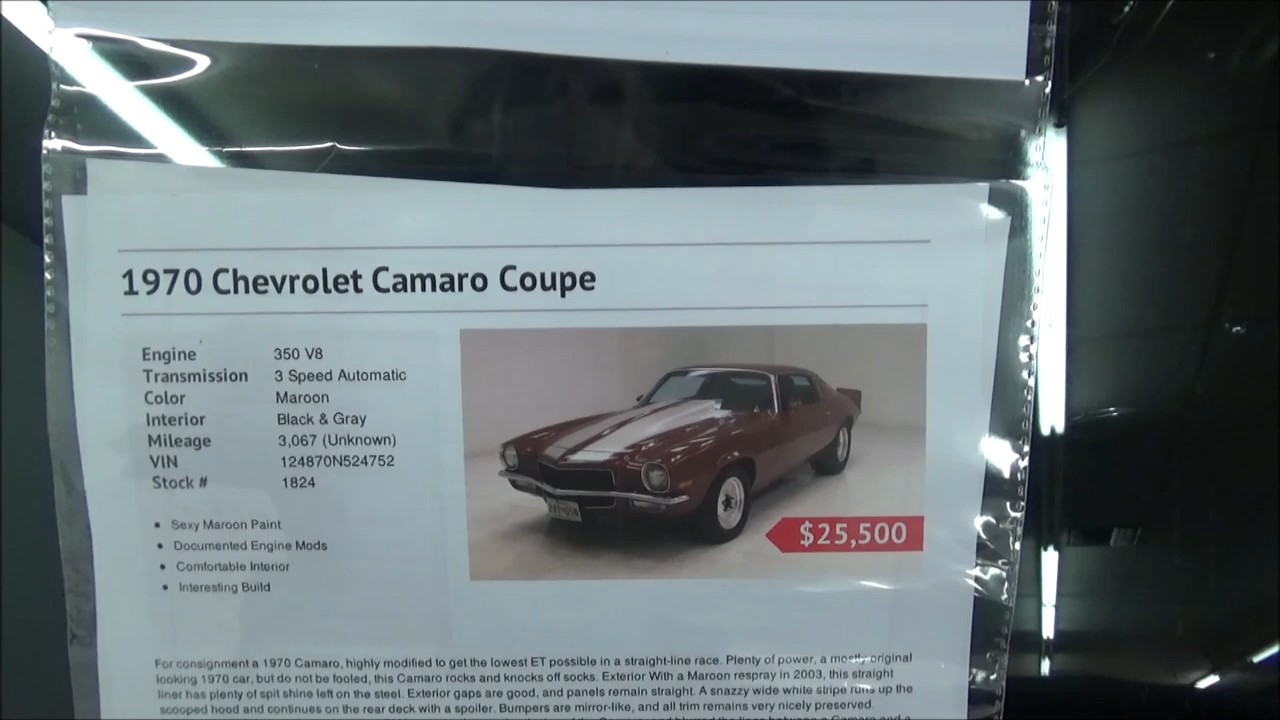 1970 Chevrolet Camaro Coupe
Engine 350 V8
Transmission 3 Speed Automatic
Color Maroon
Interior Black & Gray
Mileage 3,067 (Unknown)
VIN 124870N524752
Stock # 1824
• Sexy Maroon Paint
• Documented Engine Mods
• Comfortable Interior
• Interesting Build
$25,500
For consignment a 1970 Camaro, highly modified to get the lowest ET possible in a straight-line race. Plenty of power, a mostly original
looking 1970 car, but do not be fooled, this Camaro rocks and knocks off socks. Exterior With a Maroon respray in 2003, this straight
liner has plenty of spit shine left on the steel. Exterior gaps are good, and panels remain straight. A snazzy wide white stripe runs up the
scooped hood and continues on the rear deck with a spoiler. Bumpers are mirror-like, and all trim remains very nicely preserved.